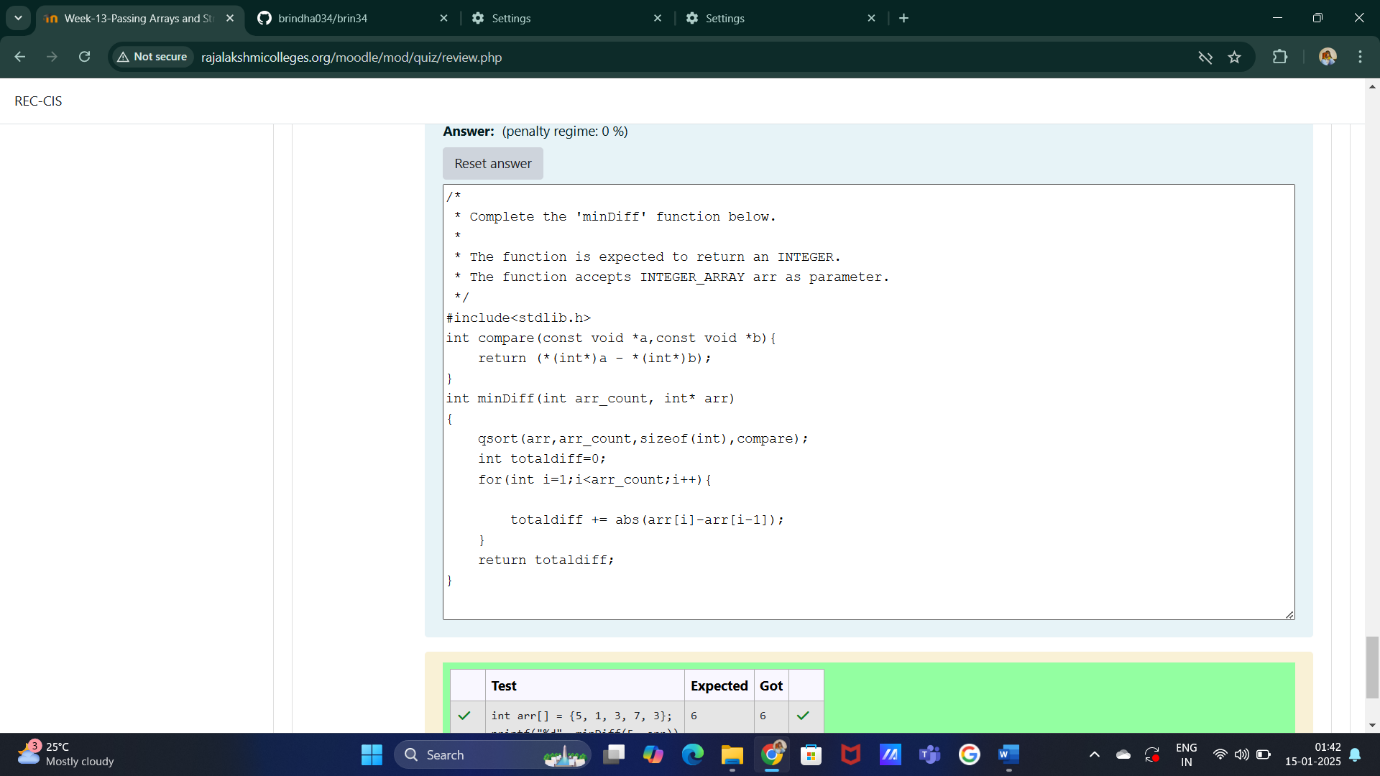 Week-13-Passing Arrays and St
brindha034/brin34
Settings
Settings
Not secure
rajalakshmicolleges.org/moodle/mod/quiz/review.php
REC-CIS
Answer: (penalty regime: 0 %)
Reset answer
/*
 * Complete the 'minDiff' function below.
 *
 * The function is expected to return an INTEGER.
 * The function accepts INTEGER_ARRAY arr as parameter.
 */
#include<stdlib.h>
int compare(const void *a,const void *b){
    return (*(int*)a - *(int*)b);
}
int minDiff(int arr_count, int* arr)
{
    qsort(arr,arr_count,sizeof(int),compare);
    int totaldiff=0;
    for(int i=1;i<arr_count;i++){
        totaldiff += abs(arr[i]-arr[i-1]);
    }
    return totaldiff;
}
Test Expected Got
int arr[] = {5, 1, 3, 7, 3}; 6 6
3
25°C
Mostly cloudy
Search
ENG
IN
01:42
15-01-2025